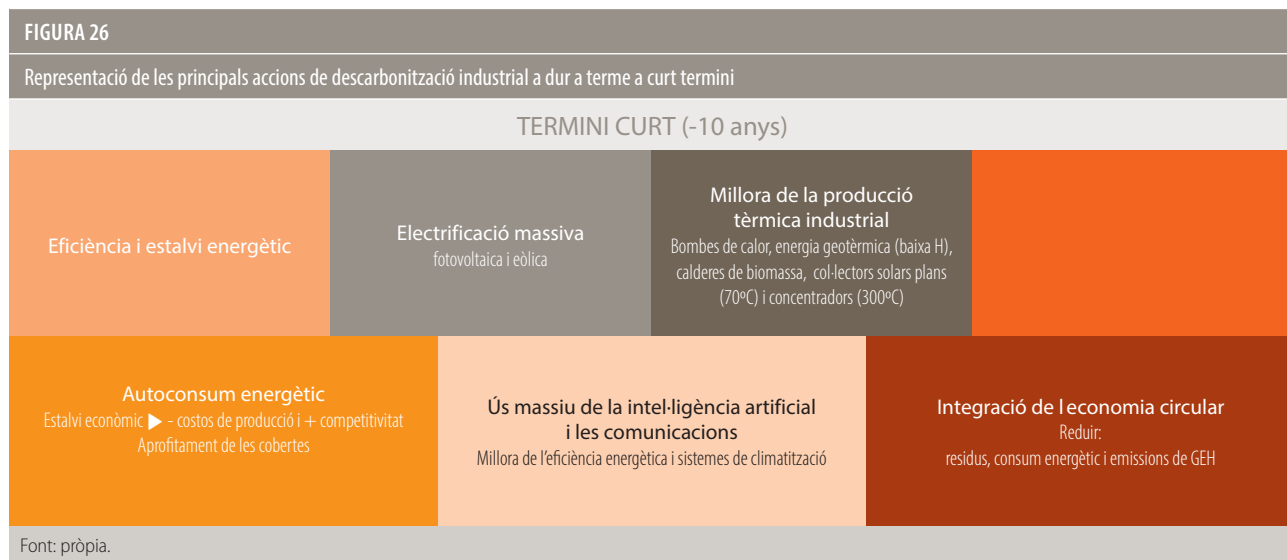 FIGURA 26
Representació de les principals accions de descarbonització industrial a dur a terme a curt termini
TERMINI CURT (-10 anys)
Eficiència i estalvi energètic
Electrificació massiva
fotovoltaica i eòlica
Millora de la producció
tèrmica industrial
Bombes de calor, energia geotèrmica (baixa H),
calderes de biomassa, col·lectors solars plans
(70ºC) i concentradors (300ºC)
Autoconsum energètic
Estalvi econòmic ▶ - costos de producció i + competitivitat
Aprofitament de les cobertes
Ús massiu de la intel·ligència artificial
i les comunicacions
Millora de l'eficiència energètica i sistemes de climatització
Integració de l economia circular
Reduir:
residus, consum energètic i emissions de GEH
Font: pròpia.